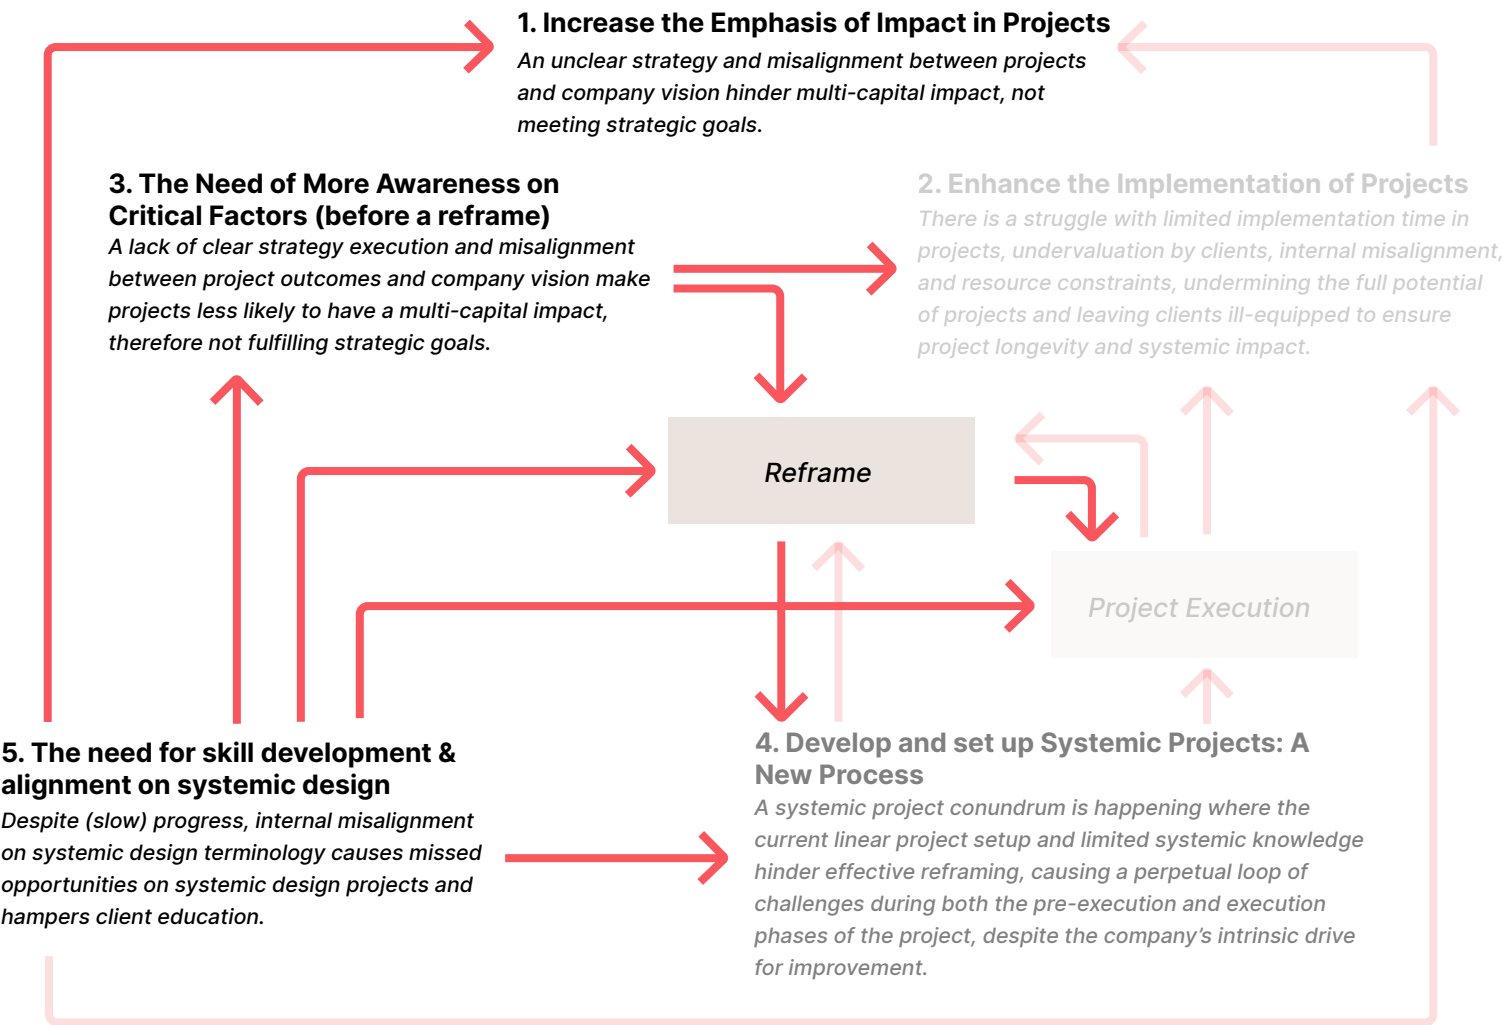 1. Increase the Emphasis of Impact in Projects
An unclear strategy and misalignment between projects
and company vision hinder multi-capital impact, not
meeting strategic goals.
3. The Need of More Awareness on
Critical Factors (before a reframe)
A lack of clear strategy execution and misalignment
between project outcomes and company vision make
projects less likely to have a multi-capital impact,
therefore not fulfilling strategic goals.
2. Enhance the Implementation of Projects
There is a struggle with limited implementation time in
projects, undervaluation by clients, internal misalignment,
and resource constraints, undermining the full potential
of projects and leaving clients ill-equipped to ensure
project longevity and systemic impact.
Reframe
Project Execution
5. The need for skill development &
alignment on systemic design
Despite (slow) progress, internal misalignment
on systemic design terminology causes missed
opportunities on systemic design projects and
hampers client education.
4. Develop and set up Systemic Projects: A
New Process
A systemic project conundrum is happening where the
current linear project setup and limited systemic knowledge
hinder effective reframing, causing a perpetual loop of
challenges during both the pre-execution and execution
phases of the project, despite the company's intrinsic drive
for improvement.